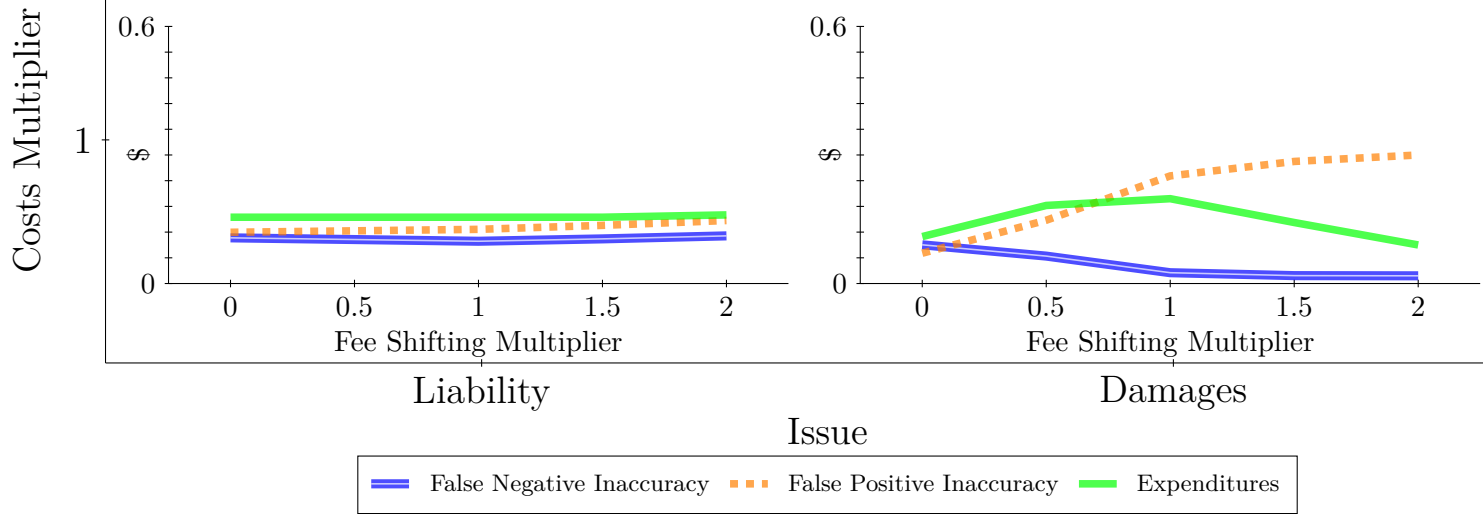 Costs Multiplier
1
0.6
$
0
0 0.5 1 1.5 2
Fee Shifting Multiplier
0.6
$
0
0 0.5 1 1.5 2
Fee Shifting Multiplier
Liability
Damages
Issue
False Negative Inaccuracy False Positive Inaccuracy Expenditures